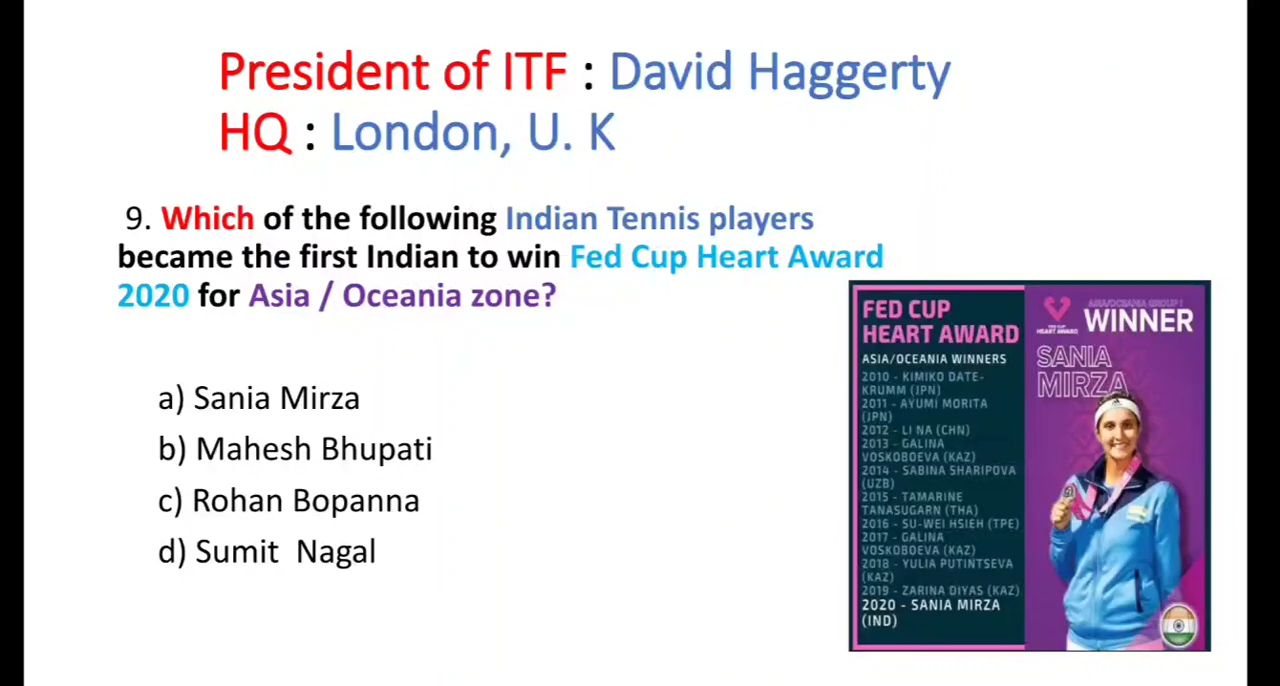 President of ITF : David Haggerty
HQ : London, U. K
9. Which of the following Indian Tennis players
became the first Indian to win Fed Cup Heart Award
2020 for Asia / Oceania zone?
a) Sania Mirza
b) Mahesh Bhupati
c) Rohan Bopanna
d) Sumit Nagal
FED CUP
HEART AWARD
ASIA/OCEANIA WINNERS
2010 - KIMIKO DATE-
KRUMM (JPN)
2011 - AYUMI MORITA
(JPN)
2012 - LI NA (CHN)
2013 - GALINA
VOSKOBOEVA (KAZ)
2014 - SABINA SHARIPOVA
(UZB)
2015 - TAMARINE
TANASUGARN (THA)
2016 - SU-WEI HSIEH (TPE)
2017 - GALINA
VOSKOBOEVA (KAZ)
2018 - YULIA PUTINTSEVA
(KAZ)
2019 - ZARINA DIYAS (KAZ)
2020 - SANIA MIRZA
(IND)
ASIA/OCEANIA GROUP I
WINNER
FED CUP
HEART AWARD
SANIA
MIRZA